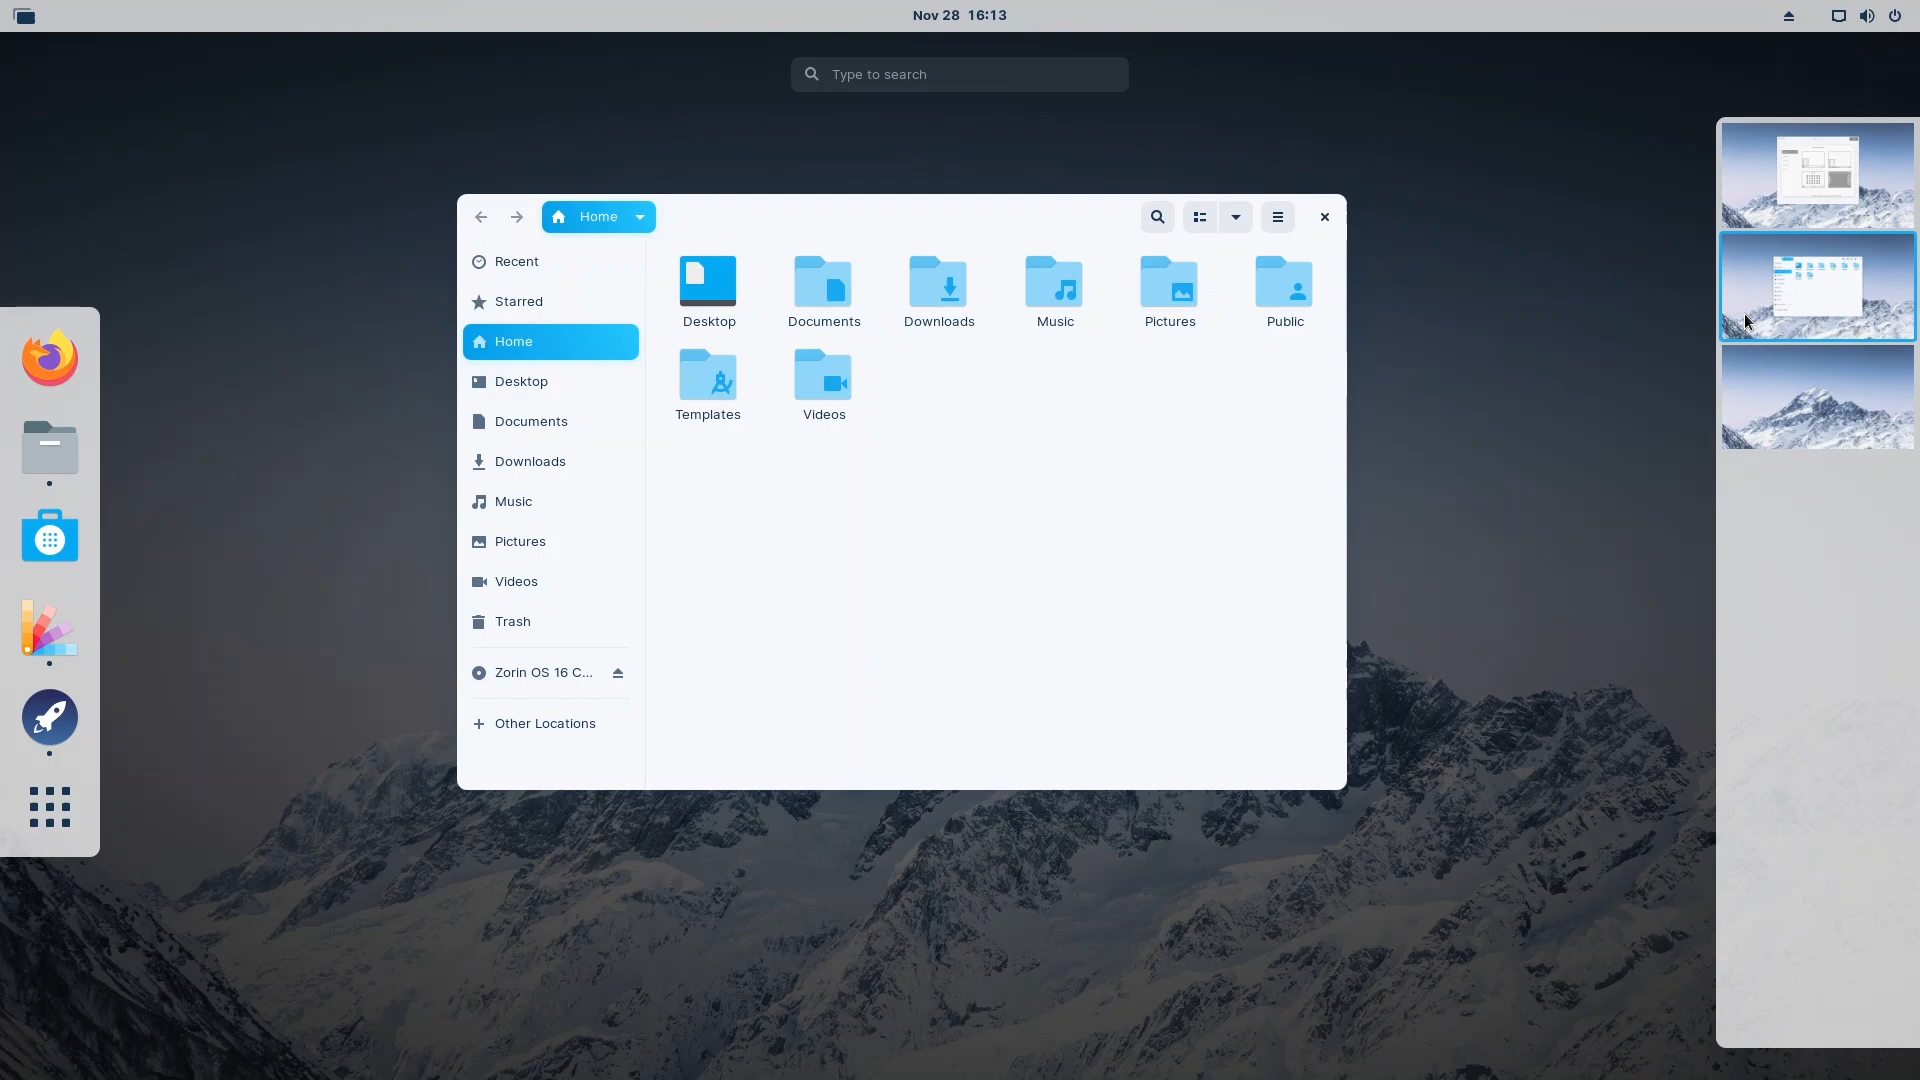 Nov 28 16:13
Type to search
Home
Recent
Starred
Home
Desktop
Documents
Downloads
Music
Pictures
Videos
Trash
Zorin OS 16 C...
Other Locations
Desktop
Documents
Downloads
Music
Pictures
Public
Templates
Videos